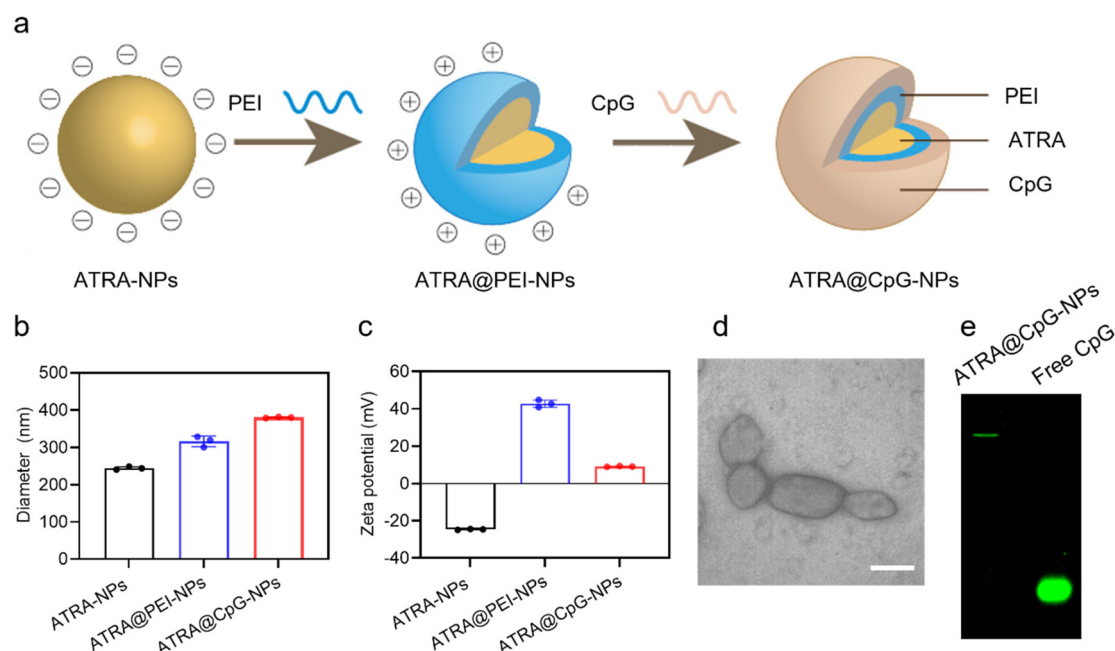 a
PEI
CpG
PEI
ATRA
CpG
ATRA-NPs
ATRA@PEI-NPs
ATRA@CpG-NPs
b
Diameter (nm)
500
400
300
200
100
0
ATRA-NPs
ATRA@PEI-NPs
ATRA@CpG-NPs
c
Zeta potential (mV)
60
40
20
0
-20
-40
ATRA-NPs
ATRA@PEI-NPs
ATRA@CpG-NPs
d
e
ATRA@CpG-NPs
Free CpG